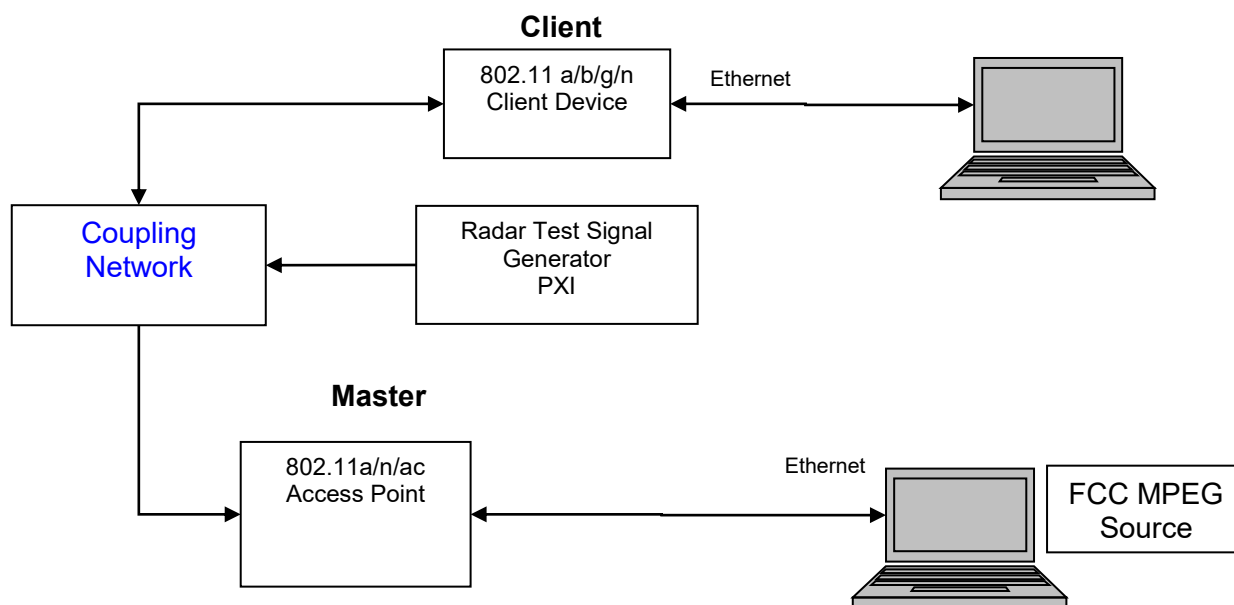 Client
802.11 a/b/g/n
Client Device
Ethernet
Coupling
Network
Radar Test Signal
Generator
PXI
Master
802.11a/n/ac
Access Point
Ethernet
FCC MPEG
Source